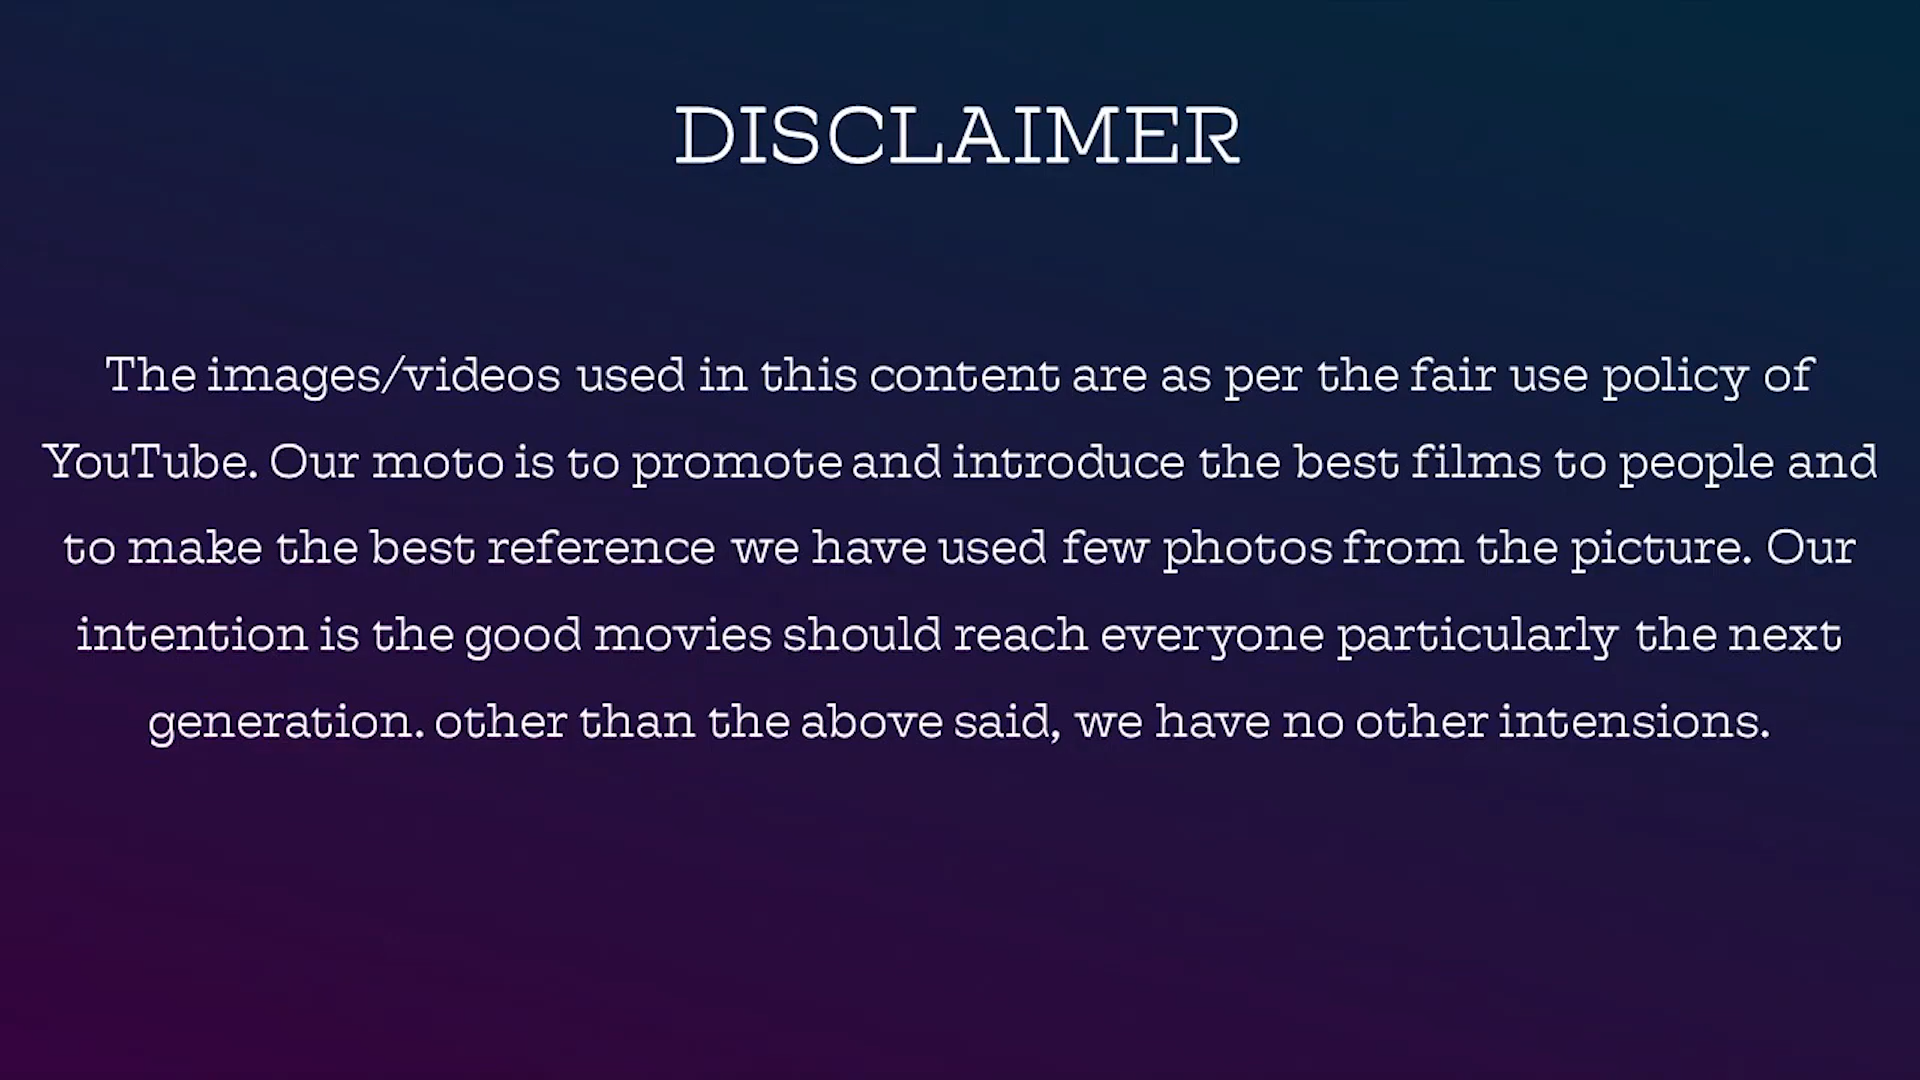 DISCLAIMER
The images/videos used in this content are as per the fair use policy of
YouTube. Our moto is to promote and introduce the best films to people and
to make the best reference we have used few photos from the picture. Our
intention is the good movies should reach everyone particularly the next
generation. other than the above said, we have no other intensions.